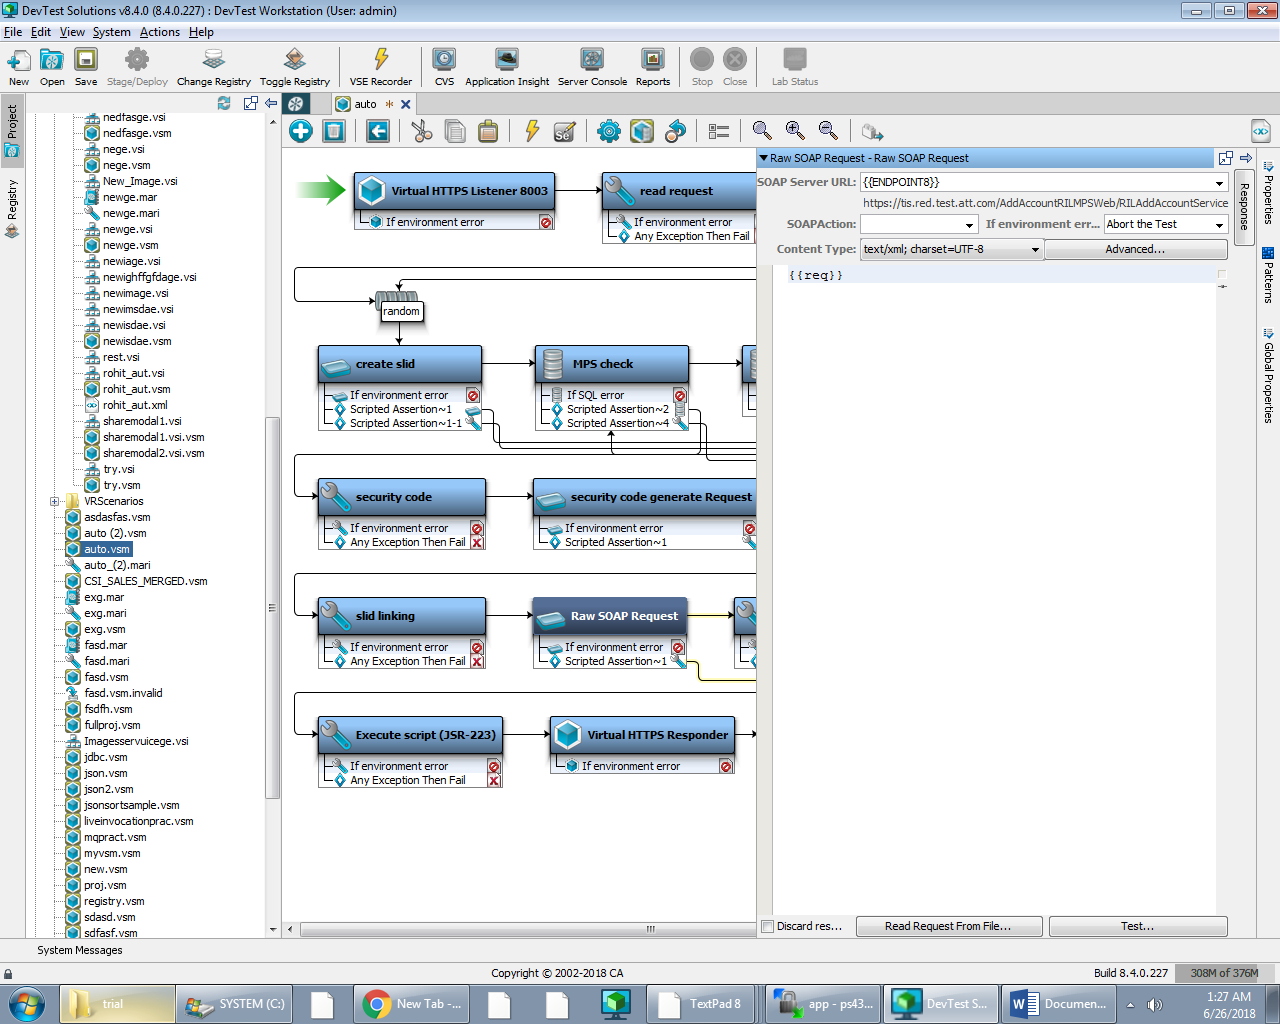 DevTest Solutions v8.4.0 (8.4.0.227) : DevTest Workstation (User: admin)
File Edit View System Actions Help
New Open Save Stage/Deploy Change Registry Toggle Registry VSE Recorder CVS Application Insight Server Console Reports Stop Close Lab Status
Project
Registry
nedfasge.vsi
nedfasge.vsm
nege.vsi
nege.vsm
New_Image.vsi
newge.mar
newge.mari
newge.vsi
newge.vsm
newiage.vsi
newighffgfdage.vsi
newimage.vsi
newimsdae.vsi
newisdae.vsi
newisdae.vsm
rest.vsi
rohit_aut.vsi
rohit_aut.vsm
rohit_aut.xml
sharemodal1.vsi
sharemodal1.vsi.vsm
sharemodal2.vsi.vsm
try.vsi
try.vsm
VRScenarios
asdasfas.vsm
auto (2).vsm
auto.vsm
auto_(2).mari
CSI_SALES_MERGED.vsm
exg.mar
exg.mari
exg.vsm
fasd.mar
fasd.mari
fasd.vsm
fasd.vsm.invalid
fsdfh.vsm
fullproj.vsm
Imagesservuicege.vsi
jdbc.vsm
json.vsm
json2.vsm
jsonsortsample.vsm
liveinvocationprac.vsm
mqpract.vsm
myvsm.vsm
new.vsm
proj.vsm
registry.vsm
sdasd.vsm
sdfasf.vsm
auto
Virtual HTTPS Listener 8003
If environment error
read request
If environment error
Any Exception Then Fail
random
create slid
If environment error
Scripted Assertion~1
Scripted Assertion~1-1
MPS check
If SQL error
Scripted Assertion~2
Scripted Assertion~4
security code
If environment error
Any Exception Then Fail
security code generate Request
If environment error
Scripted Assertion~1
slid linking
If environment error
Any Exception Then Fail
Raw SOAP Request
If environment error
Scripted Assertion~1
Execute script (JSR-223)
If environment error
Any Exception Then Fail
Virtual HTTPS Responder
If environment error
Raw SOAP Request - Raw SOAP Request
SOAP Server URL: {{ENDPOINT8}}
https://tis.red.test.att.com/AddAccountRILMPSWeb/RILAddAccountService
SOAPAction: If environment err... Abort the Test
Content Type: text/xml; charset=UTF-8 Advanced...
{{req}}
Discard res... Read Request From File... Test...
Response
Properties
Patterns
Global Properties
System Messages
Copyright © 2002-2018 CA
Build 8.4.0.227 308M of 376M
trial SYSTEM (C:) New Tab -... TextPad 8 app - ps43... DevTest S... Documen... 1:27 AM
6/26/2018